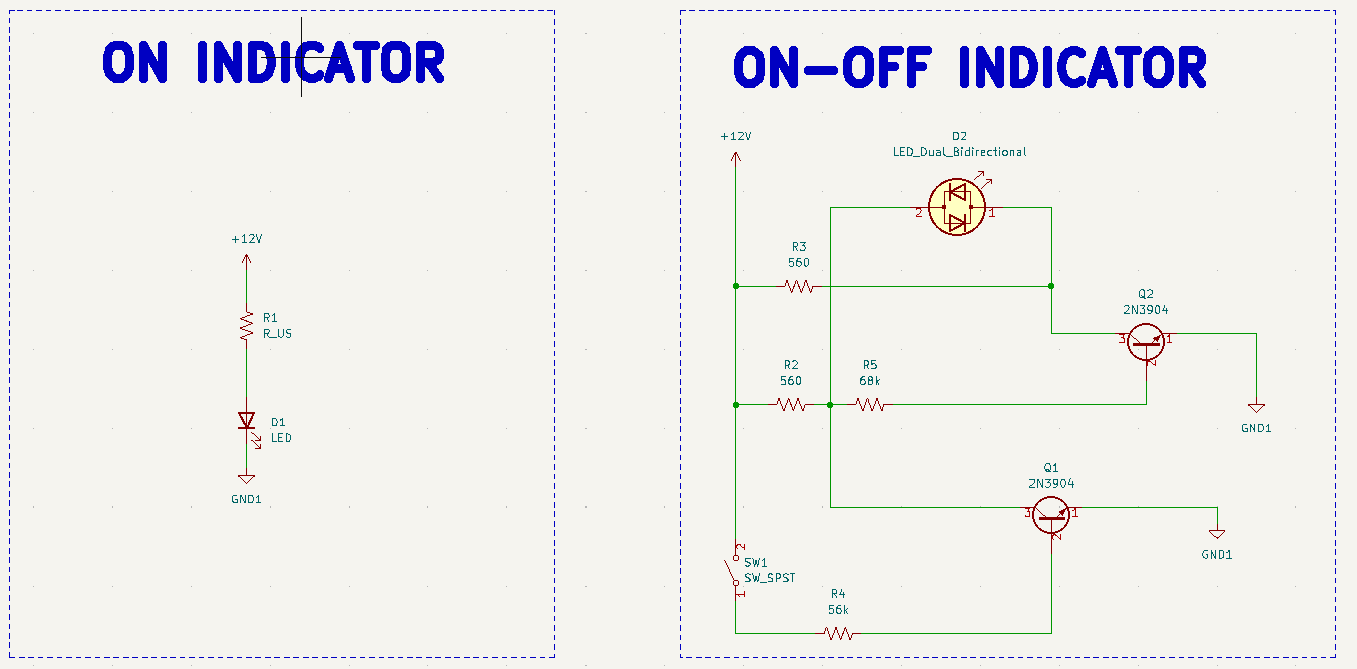 ON INDICATOR
+12V
R1
R_US
D1
LED
GND1
ON-OFF INDICATOR
+12V
D2
LED_Dual_Bidirectional
2
1
R3
560
Q2
2N3904
3
1
2
R2
560
R5
68k
GND1
Q1
2N3904
3
1
2
GND1
2
SW1
SW_SPST
1
R4
56k